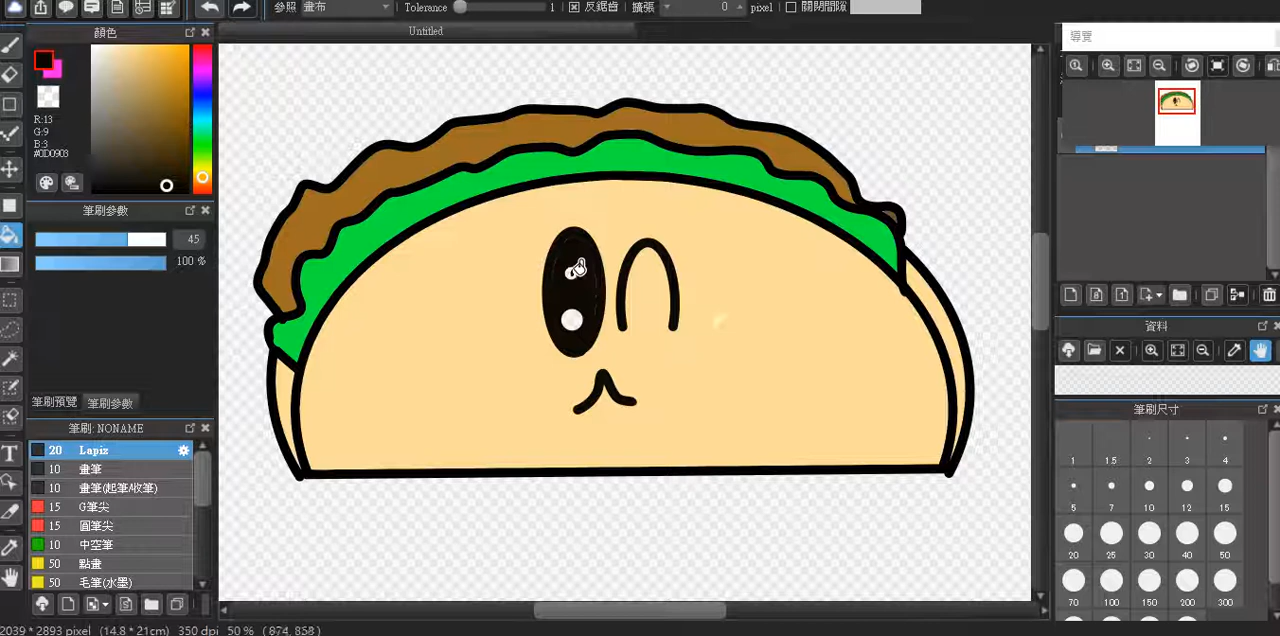 參照 畫布 Tolerance 1 反鋸齒 擴張 0 pixel 關閉間隙
Untitled
顏色
R:13
G:9
B:3
#0D0903
筆刷參數
45
100 %
筆刷預覽 筆刷參數
筆刷: NONAME
20 Lapiz
10 畫筆
10 畫筆(起筆/收筆)
15 G筆尖
15 圓筆尖
10 中空筆
50 點畫
50 毛筆(水墨)
2039 * 2893 pixel (14.8 * 21cm) 350 dpi 50 % ( 874, 858 )
導覽
資料
筆刷尺寸
1 1.5 2 3 4
5 7 10 12 15
20 25 30 40 50
70 100 150 200 300